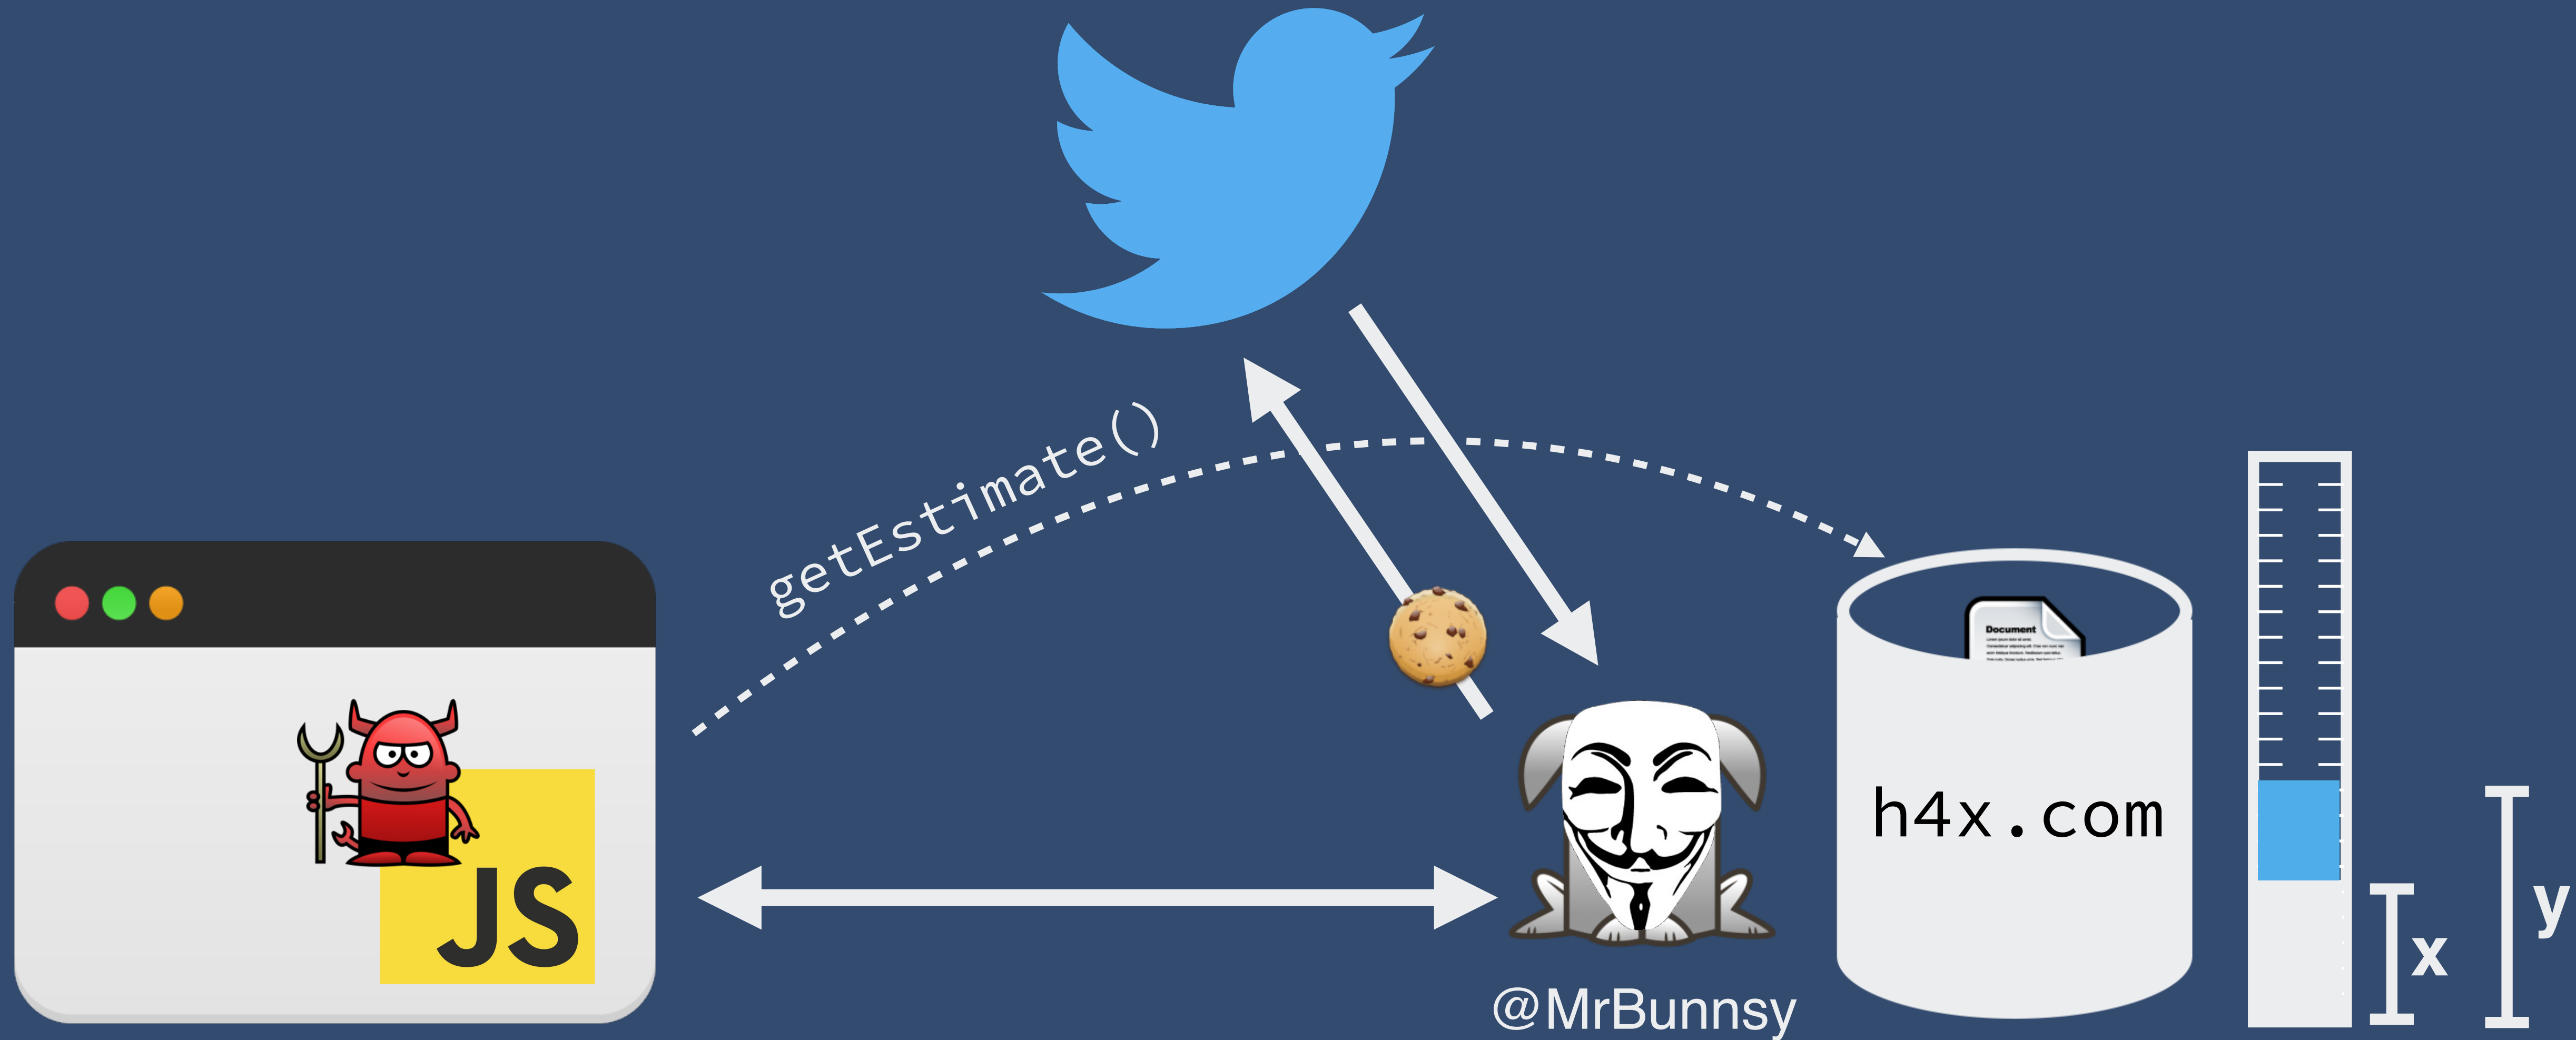 getEstimate()
Document
h4x.com
JS
x
y
@MrBunnsy